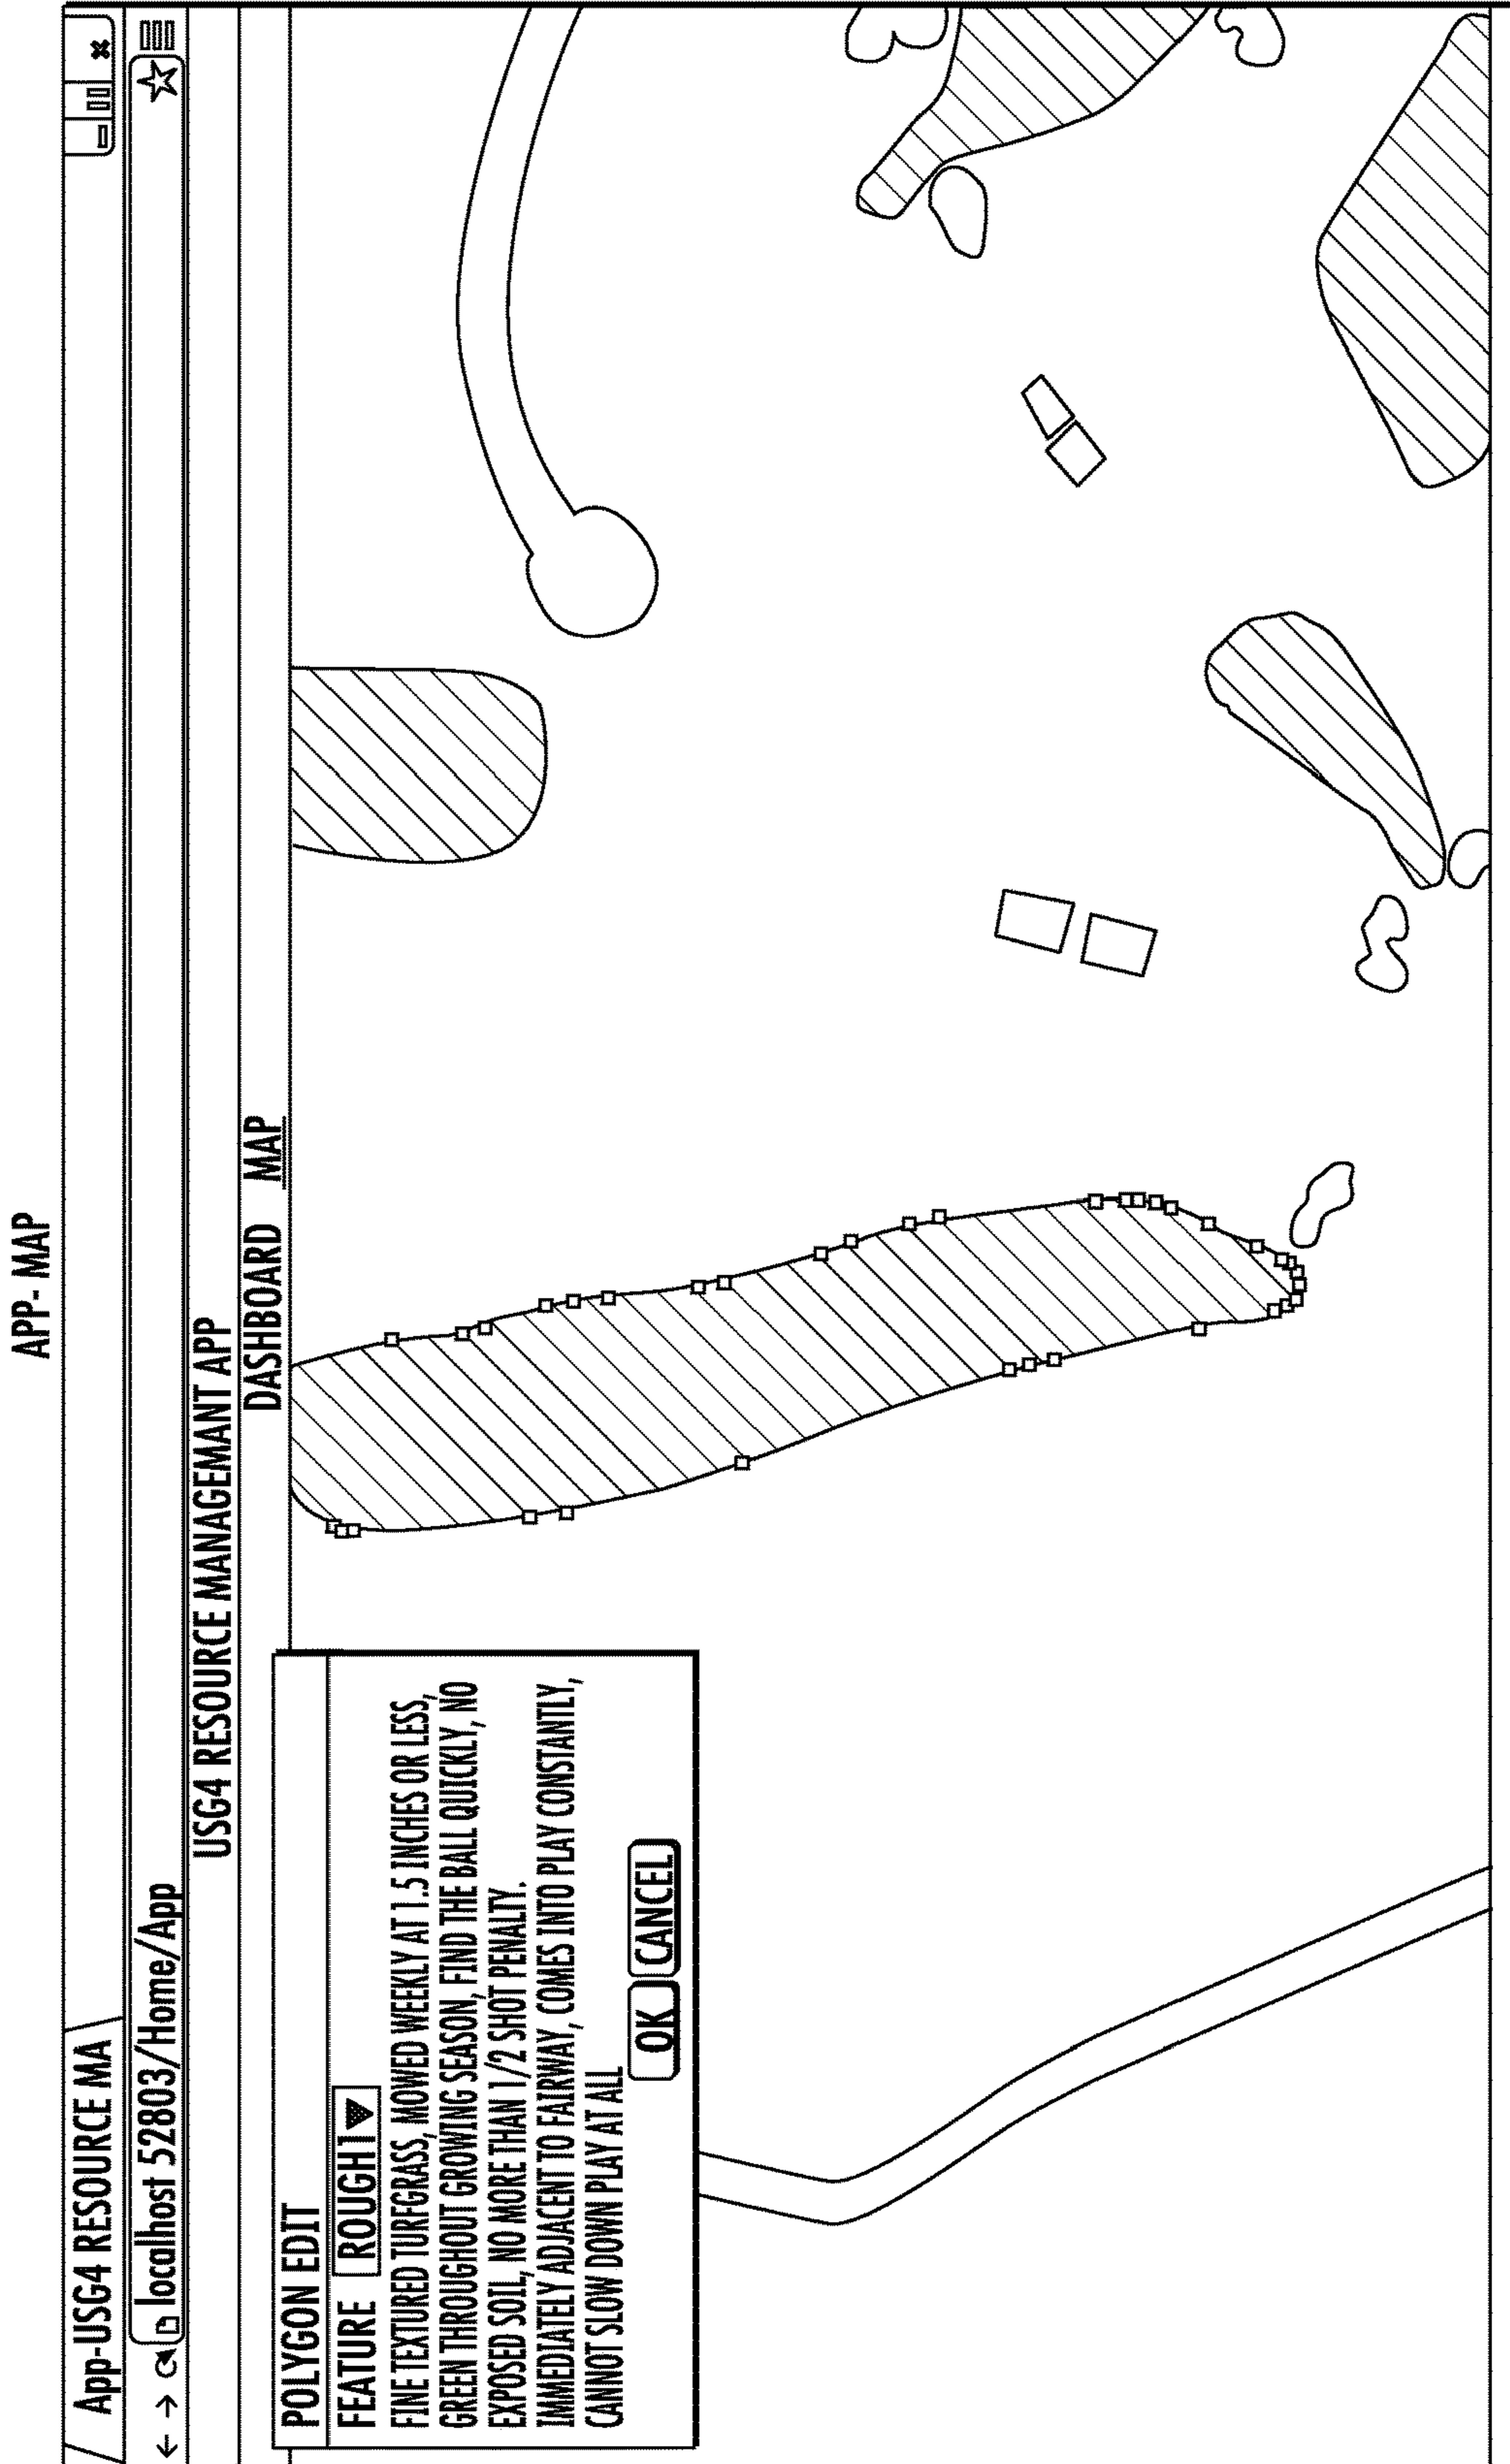 APP- MAP
App-USG4 RESOURCE MA
localhost 52803/Home/App
USG4 RESOURCE MANAGEMANT APP
DASHBOARD MAP
POLYGON EDIT
FEATURE ROUGH1
FINE TEXTURED TURFGRASS, MOWED WEEKLY AT 1.5 INCHES OR LESS,
GREEN THROUGHOUT GROWING SEASON, FIND THE BALL QUICKLY, NO
EXPOSED SOIL, NO MORE THAN 1/2 SHOT PENALTY.
IMMEDIATELY ADJACENT TO FAIRWAY, COMES INTO PLAY CONSTANTLY,
CANNOT SLOW DOWN PLAY AT ALL
OK CANCEL